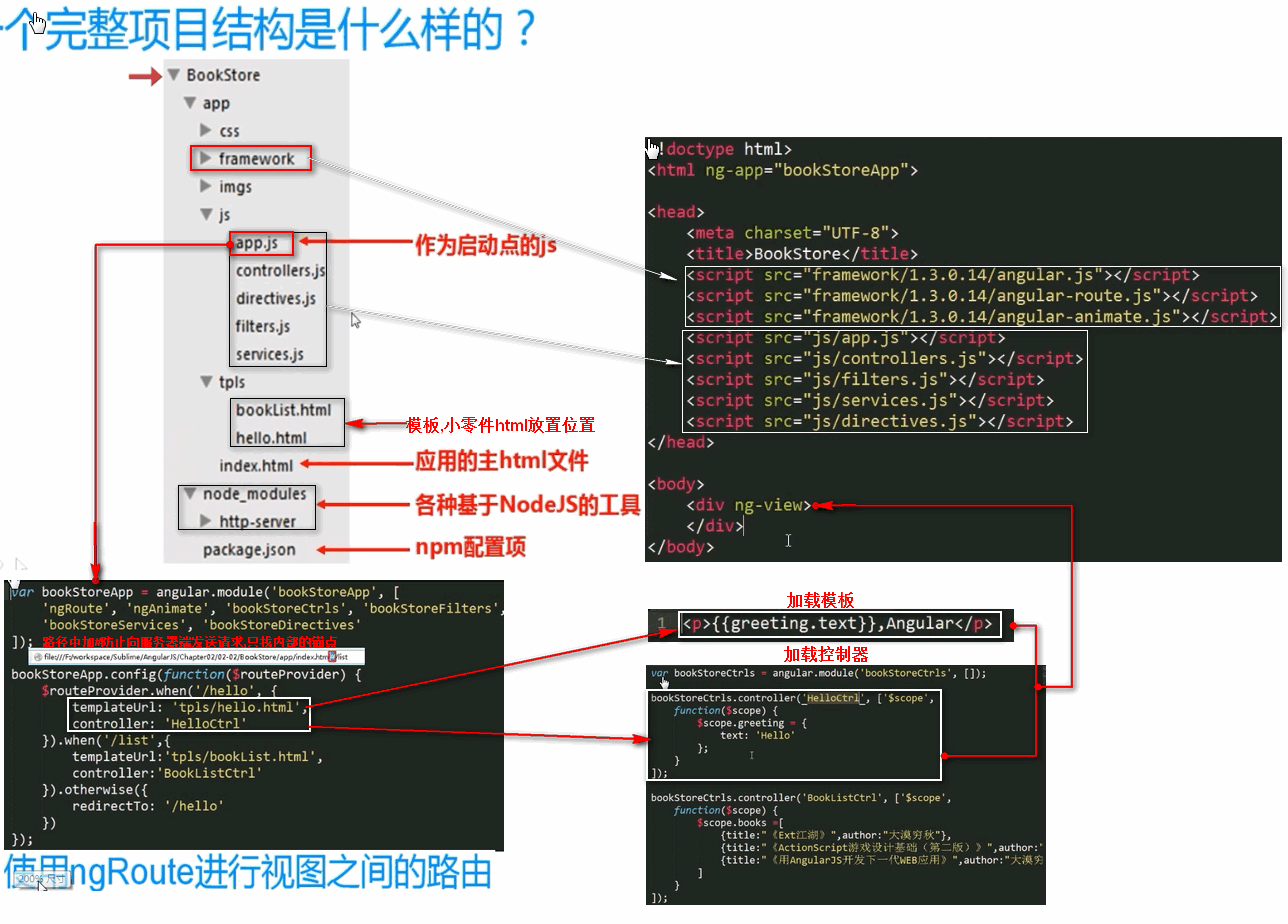 一个完整项目结构是什么样的？
BookStore
app
css
framework
imgs
js
app.js
作为启动点的js
controllers.js
directives.js
filters.js
services.js
tpls
bookList.html
hello.html
模板,小零件html放置位置
index.html
应用的主html文件
node_modules
各种基于NodeJS的工具
http-server
package.json
npm配置项
<!doctype html>
<html ng-app="bookStoreApp">
<head>
<meta charset="UTF-8">
<title>BookStore</title>
<script src="framework/1.3.0.14/angular.js"></script>
<script src="framework/1.3.0.14/angular-route.js"></script>
<script src="framework/1.3.0.14/angular-animate.js"></script>
<script src="js/app.js"></script>
<script src="js/controllers.js"></script>
<script src="js/filters.js"></script>
<script src="js/services.js"></script>
<script src="js/directives.js"></script>
</head>
<body>
<div ng-view>
</div>
</body>
var bookStoreApp = angular.module('bookStoreApp', [
'ngRoute', 'ngAnimate', 'bookStoreCtrls', 'bookStoreFilters',
'bookStoreServices', 'bookStoreDirectives'
]); 路径中加#防止向服务器端发送请求,只找内部的锚点
file:///F:/workspace/Sublime/AngularJS/Chapter02/02-02/BookStore/app/index.html#/list
bookStoreApp.config(function($routeProvider) {
$routeProvider.when('/hello', {
templateUrl: 'tpls/hello.html',
controller: 'HelloCtrl'
}).when('/list',{
templateUrl:'tpls/bookList.html',
controller:'BookListCtrl'
}).otherwise({
redirectTo: '/hello'
})
});
使用ngRoute进行视图之间的路由
200% 尺寸
加载模板
1 <p>{{greeting.text}},Angular</p>
加载控制器
var bookStoreCtrls = angular.module('bookStoreCtrls', []);
bookStoreCtrls.controller('HelloCtrl', ['$scope',
function($scope) {
$scope.greeting = {
text: 'Hello'
};
}
]);
bookStoreCtrls.controller('BookListCtrl', ['$scope',
function($scope) {
$scope.books =[
{title:"《Ext江湖》",author:"大漠穷秋"},
{title:"《ActionScript游戏设计基础（第二版）》",author:"
{title:"《用AngularJS开发下一代WEB应用》",author:"大漠穷
]
}
]);